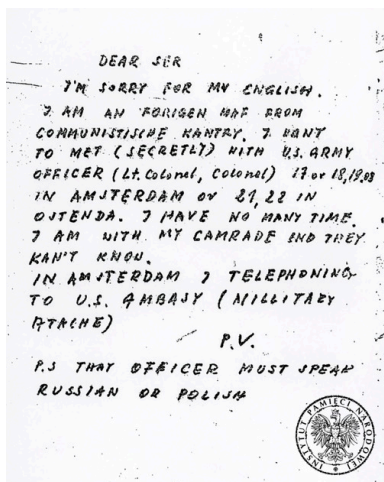 DEAR SER
I'M SORRY FOR MY ENGLISH.
I AM AN FORIGEN MAF FROM
COMMUNISTISCHE KANTRY. I WANT
TO MET (SECRETLY) WITH U.S. ARMY
OFFICER (Lt. Colonel, Colonel) 17 or 18,19.08
IN AMSTERDAM or 21,22 IN
OSTENDA. I HAVE NO MANY TIME.
I AM WITH MY CAMRADE END THEY
KAN'T KNOW.
IN AMSTERDAM I TELEPHONING
TO U.S. AMBASY (MILLITARY
ATACHE)
P.V.
P.S THAT OFFICER MUST SPEAK
RUSSIAN OR POLISH
INSTYTUT PAMIĘCI NARODOWEJ